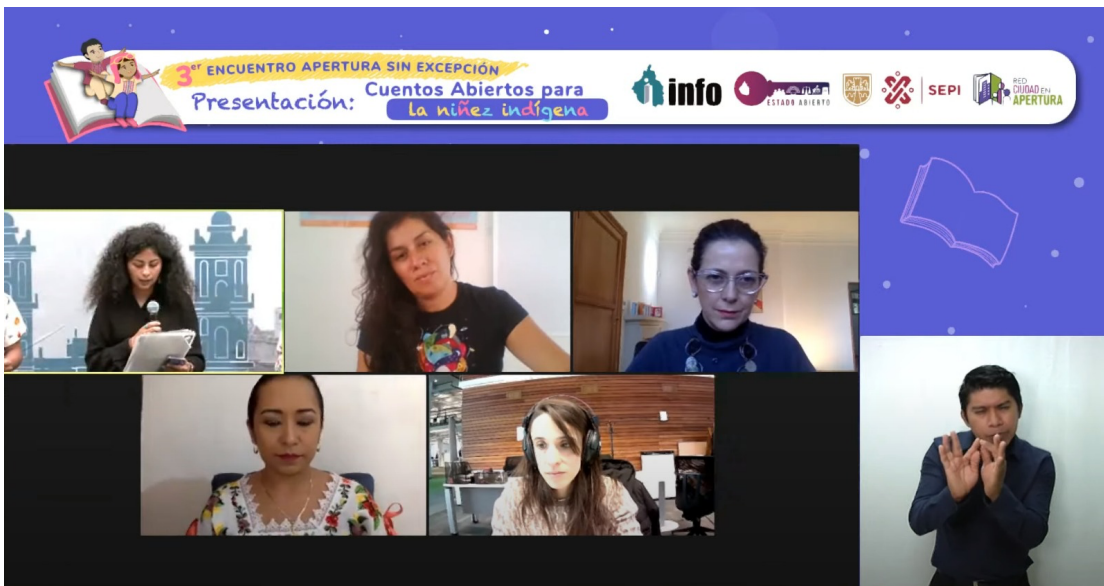 3er ENCUENTRO APERTURA SIN EXCEPCIÓN
Presentación: Cuentos Abiertos para
la niñez indígena
info
ESTADO ABIERTO
SEPI
RED
CIUDAD EN
APERTURA